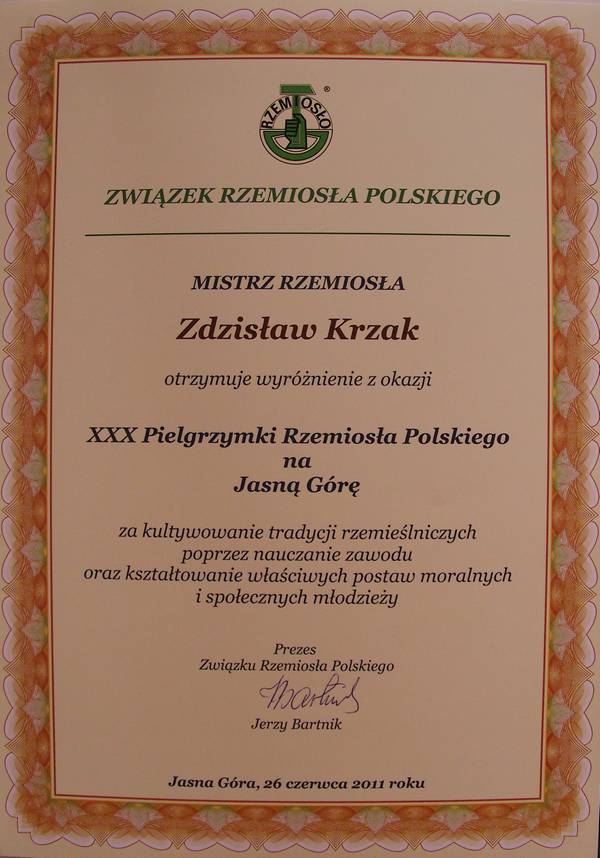 RZEMIOSŁO
®
ZWIĄZEK RZEMIOSŁA POLSKIEGO
MISTRZ RZEMIOSŁA
Zdzisław Krzak
otrzymuje wyróżnienie z okazji
XXX Pielgrzymki Rzemiosła Polskiego
na
Jasną Górę
za kultywowanie tradycji rzemieślniczych
poprzez nauczanie zawodu
oraz kształtowanie właściwych postaw moralnych
i społecznych młodzieży
Prezes
Związku Rzemiosła Polskiego
Bartnik
Jerzy Bartnik
Jasna Góra, 26 czerwca 2011 roku